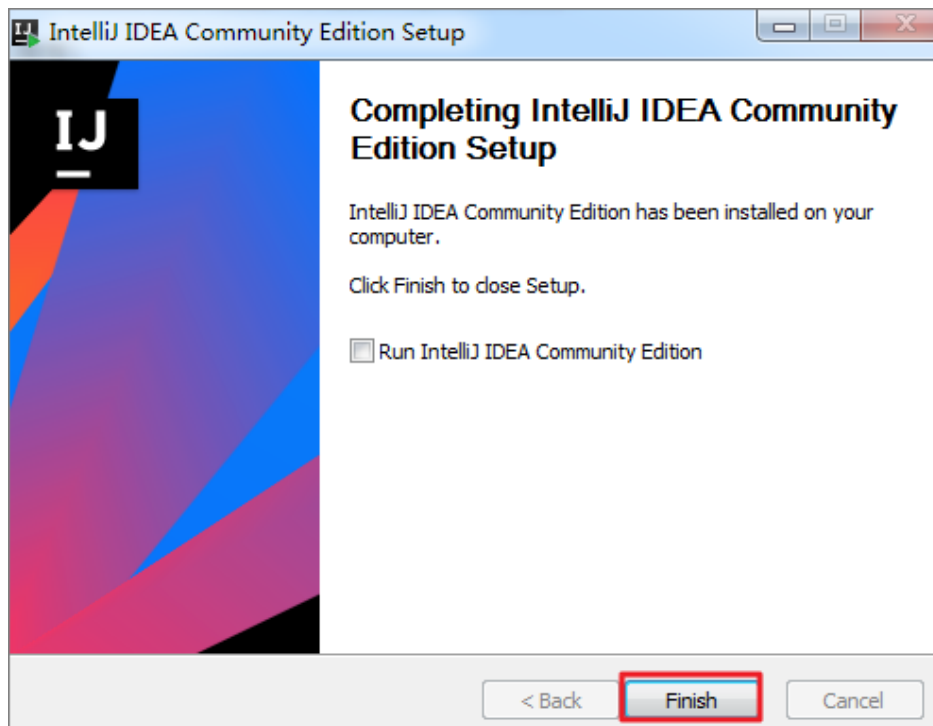 IntelliJ IDEA Community Edition Setup
IJ
Completing IntelliJ IDEA Community
Edition Setup
IntelliJ IDEA Community Edition has been installed on your
computer.
Click Finish to close Setup.
Run IntelliJ IDEA Community Edition
< Back
Finish
Cancel